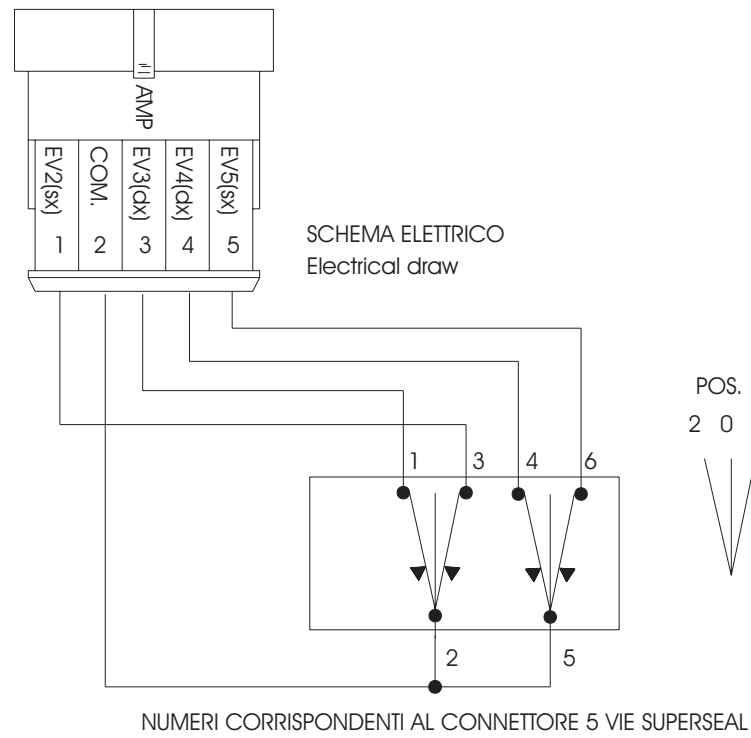 AMP
EV2(sx)
COM.
EV3(dx)
EV4(dx)
EV5(sx)
1 2 3 4 5
SCHEMA ELETTRICO
Electrical draw
POS.
2 0
1 3 4 6
2 5
NUMERI CORRISPONDENTI AL CONNETTORE 5 VIE SUPERSEAL